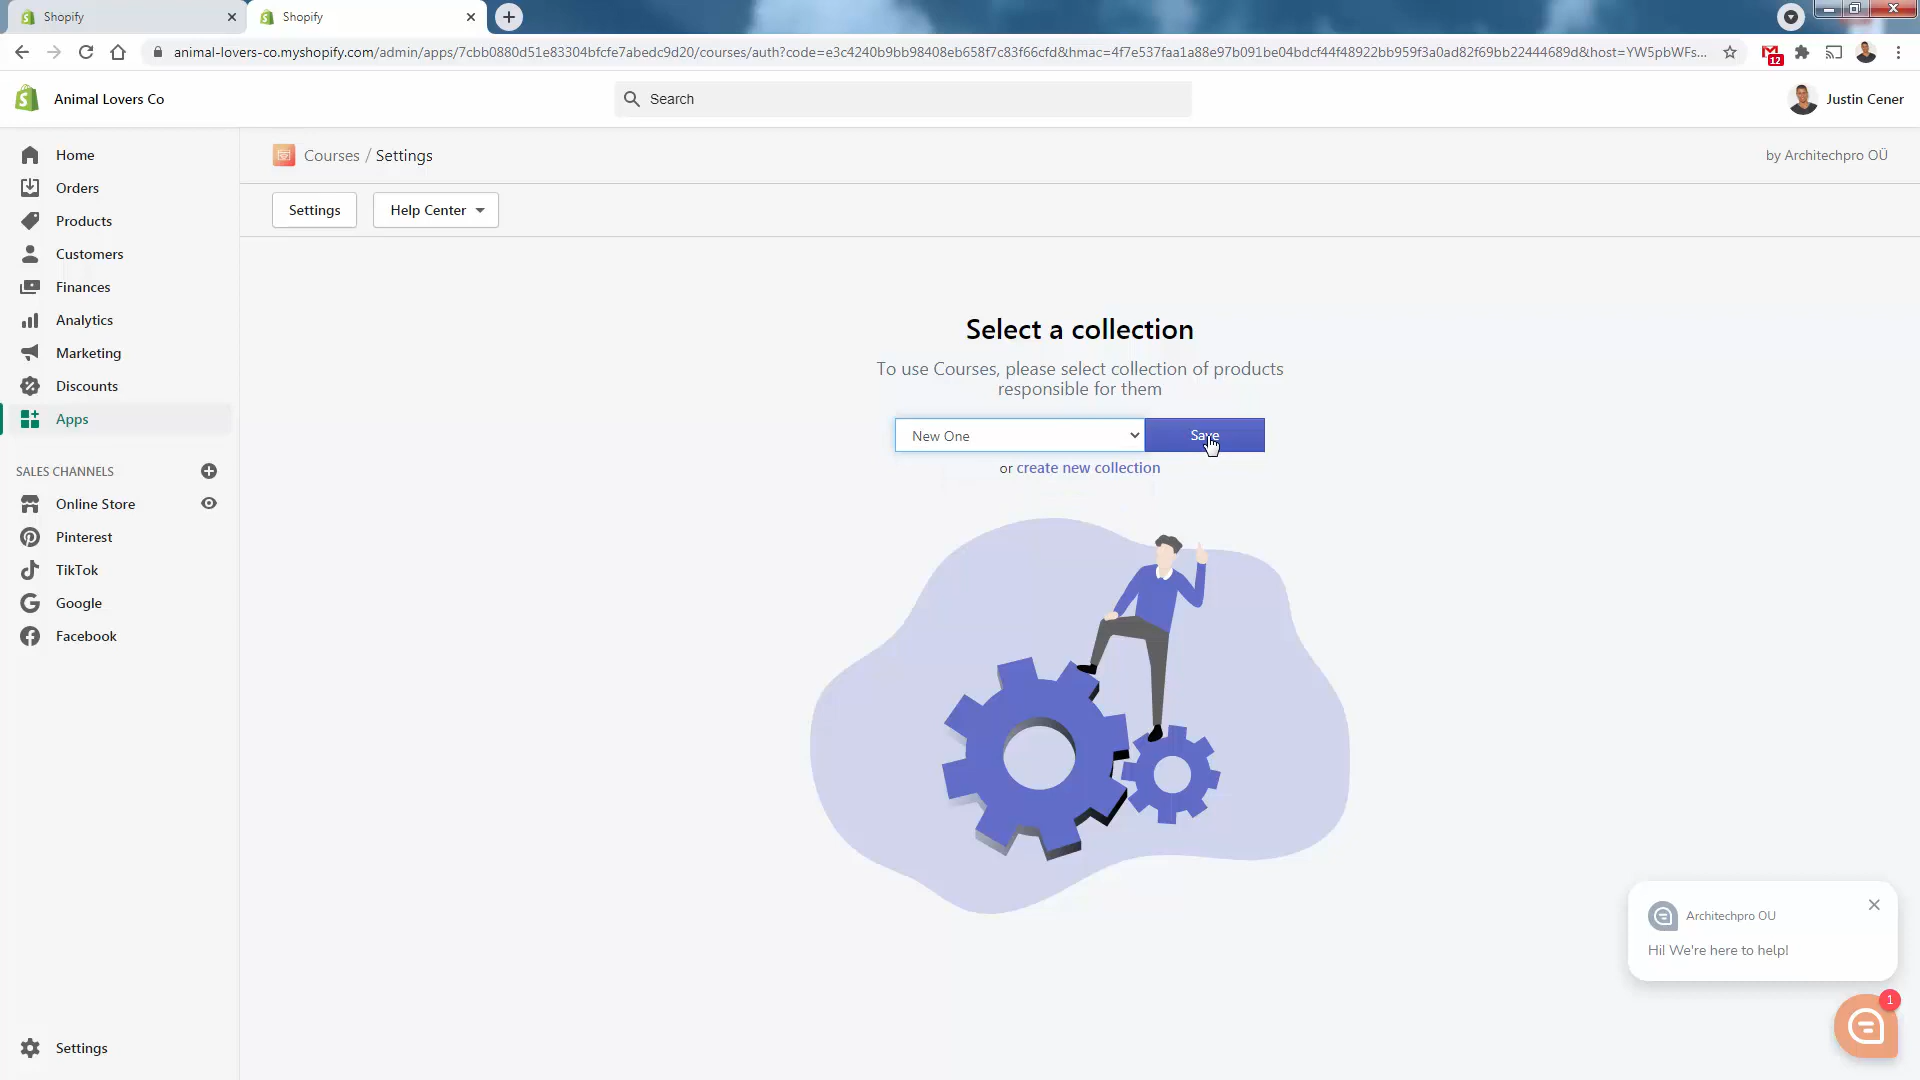 Shopify
Shopify
animal-lovers-co.myshopify.com/admin/apps/7cbb0880d51e83304bfcfe7abedc9d20/courses/auth?code=e3c4240b9bb98408eb658f7c83f66cfd&hmac=4f7e537faa1a88e97b091be04bdcf44f48922bb959f3a0ad82f69bb22444689d&host=YW5pbWFs...
12
Animal Lovers Co
Search
Justin Cener
Home
Orders
Products
Customers
Finances
Analytics
Marketing
Discounts
Apps
SALES CHANNELS
Online Store
Pinterest
TikTok
Google
Facebook
Settings
Courses / Settings
by Architechpro OÜ
Settings
Help Center
Select a collection
To use Courses, please select collection of products
responsible for them
New One
Save
or create new collection
Architechpro OU
Hi! We're here to help!
1